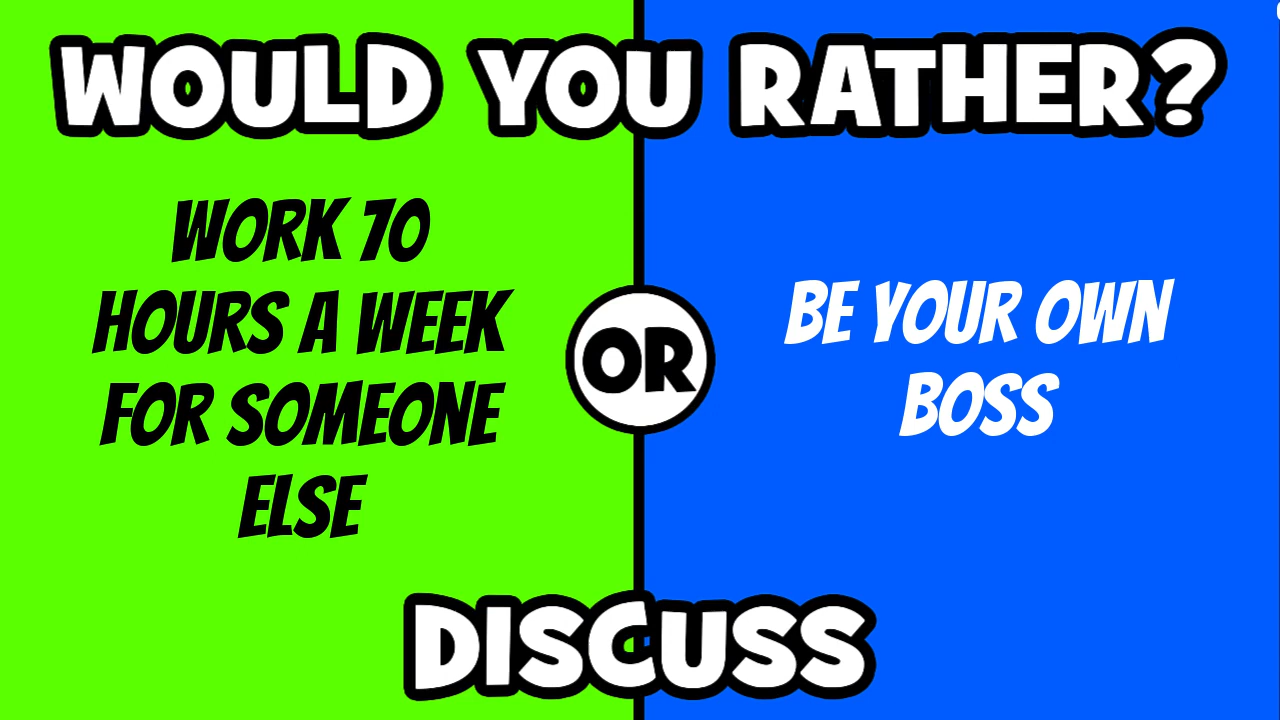 WOULD YOU RATHER?
WORK 70
HOURS A WEEK
FOR SOMEONE
ELSE
OR
BE YOUR OWN
BOSS
DISCUSS